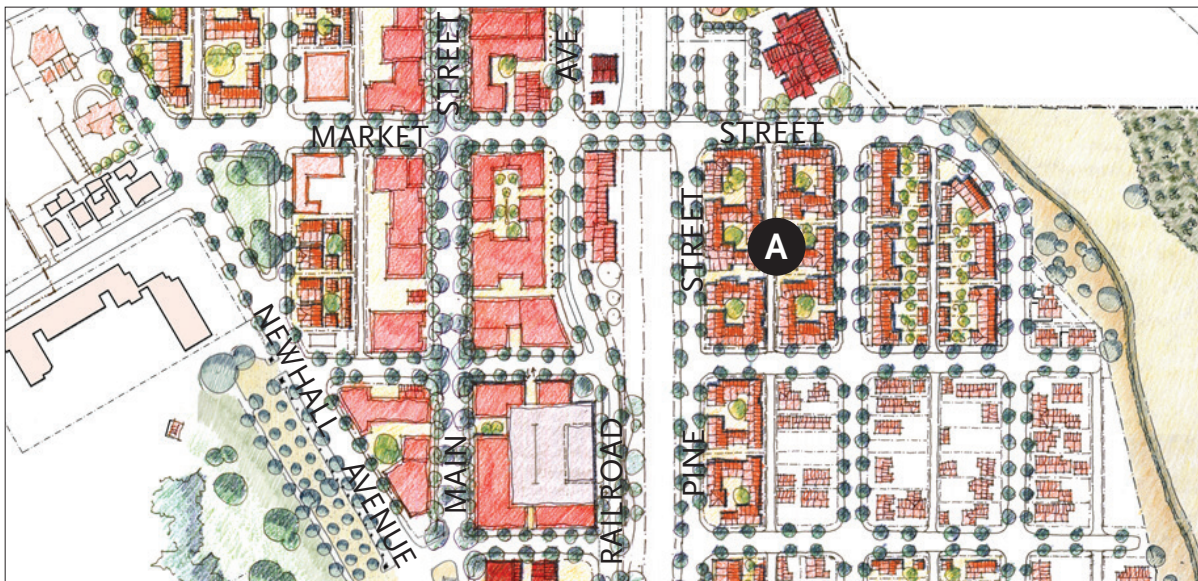 STREET
AVE
MARKET
STREET
STREET
A
NEWHALL
AVENUE
MAIN
RAILROAD
PINE